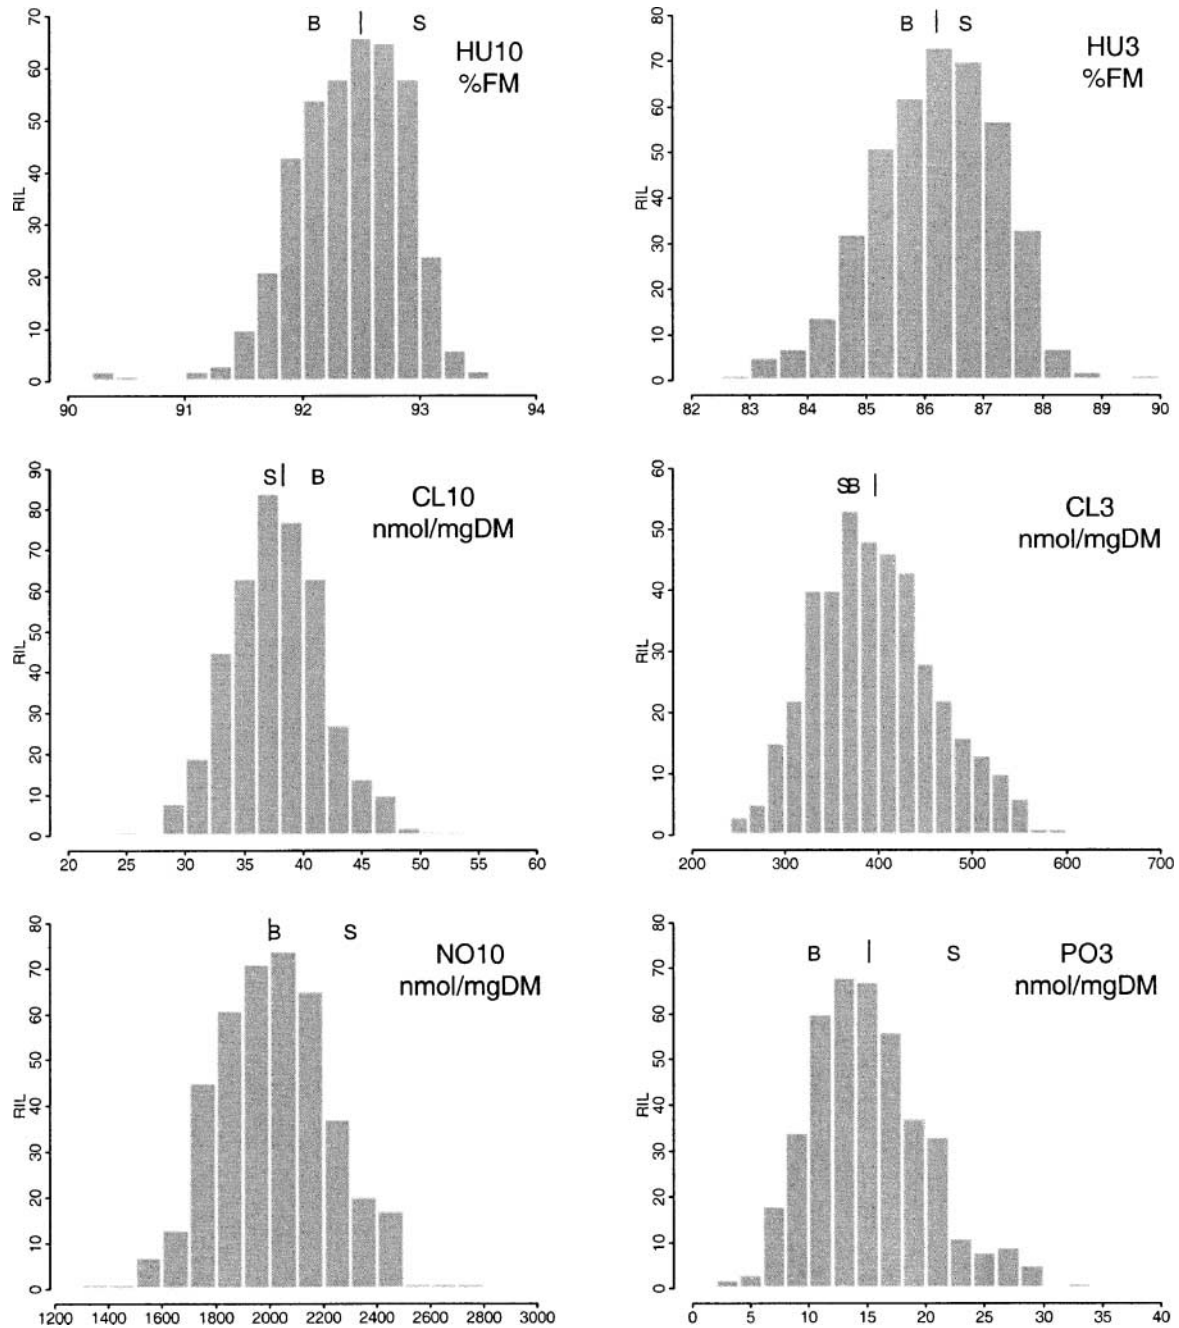 B | S
HU10
%FM
RIL
0 10 20 30 40 50 60 70
90 91 92 93 94
B | S
HU3
%FM
RIL
0 10 20 30 40 50 60 70 80
82 83 84 85 86 87 88 89 90
S | B
CL10
nmol/mgDM
RIL
0 10 20 30 40 50 60 70 80 90
20 25 30 35 40 45 50 55 60
SB |
CL3
nmol/mgDM
RIL
0 10 20 30 40 50 60
200 300 400 500 600 700
| B S
NO10
nmol/mgDM
RIL
0 10 20 30 40 50 60 70 80
1200 1400 1600 1800 2000 2200 2400 2600 2800 3000
B | S
PO3
nmol/mgDM
RIL
0 10 20 30 40 50 60 70 80
0 5 10 15 20 25 30 35 40